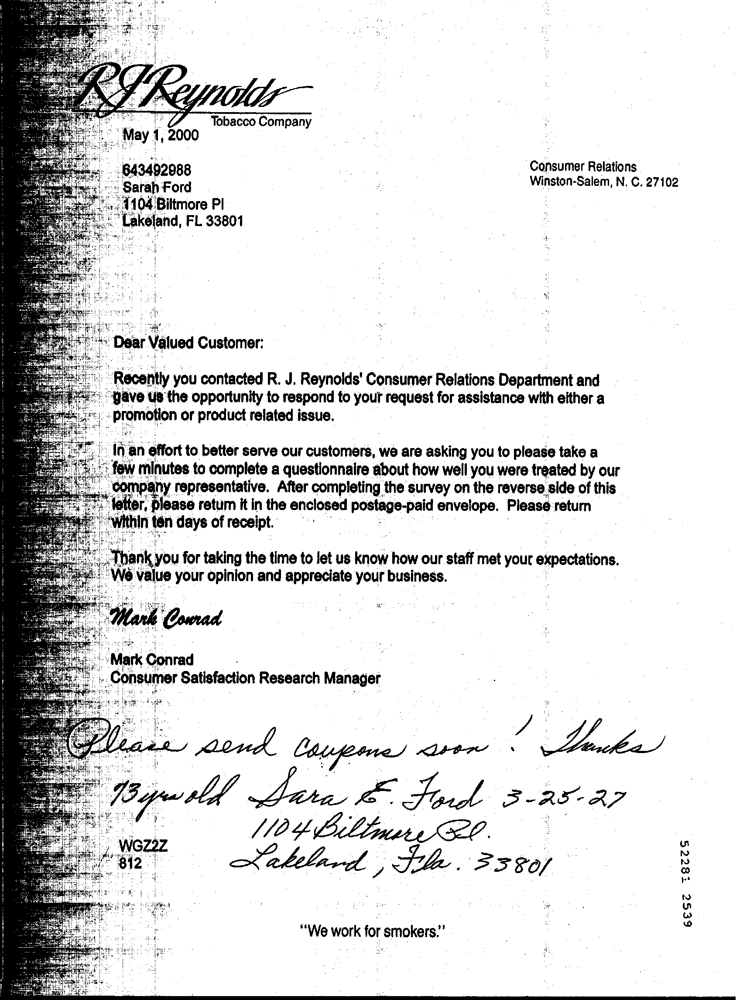 RJReynolds
Tobacco Company
May 1, 2000
643492988
Sarah Ford
1104 Biltmore Pl
Lakeland, FL 33801
Consumer Relations
Winston-Salem, N. C. 27102
Dear Valued Customer:
Recently you contacted R. J. Reynolds' Consumer Relations Department and
gave us the opportunity to respond to your request for assistance with either a
promotion or product related issue.
In an effort to better serve our customers, we are asking you to please take a
few minutes to complete a questionnaire about how well you were treated by our
company representative. After completing the survey on the reverse side of this
letter, please return it in the enclosed postage-paid envelope. Please return
within ten days of receipt.
Thank you for taking the time to let us know how our staff met your expectations.
We value your opinion and appreciate your business.
Mark Conrad
Mark Conrad
Consumer Satisfaction Research Manager
Please send coupons soon! Thanks
73 yrs old Sara E. Ford 3-25-27
1104 Biltmore Pl.
Lakeland, Fla. 33801
WGZ2Z
812
52281 2539
"We work for smokers."